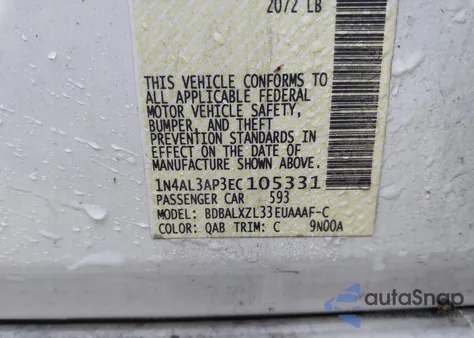 2072 LB
THIS VEHICLE CONFORMS TO
ALL APPLICABLE FEDERAL
MOTOR VEHICLE SAFETY,
BUMPER, AND THEFT
PREVENTION STANDARDS IN
EFFECT ON THE DATE OF
MANUFACTURE SHOWN ABOVE.
1N4AL3AP3EC105331
PASSENGER CAR 593
MODEL: BDBALXZL33EUAAAF-C
COLOR: QAB TRIM: C 9N00A
autoSnap